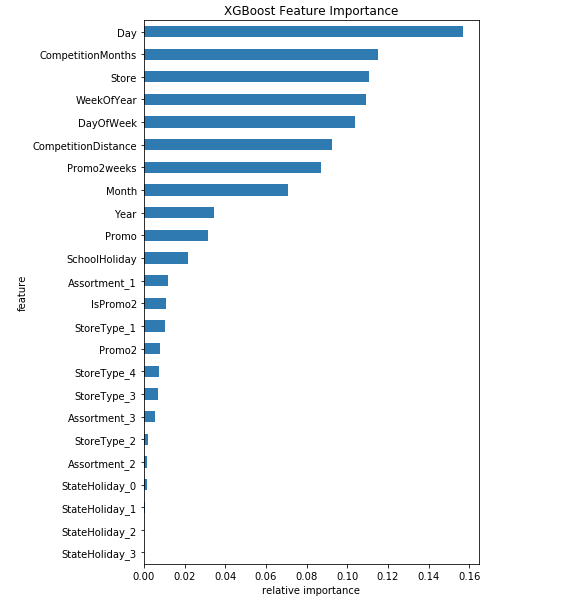 XGBoost Feature Importance
Day
CompetitionMonths
Store
WeekOfYear
DayOfWeek
CompetitionDistance
Promo2weeks
Month
Year
Promo
SchoolHoliday
Assortment_1
IsPromo2
StoreType_1
Promo2
StoreType_4
StoreType_3
Assortment_3
StoreType_2
Assortment_2
StateHoliday_0
StateHoliday_1
StateHoliday_2
StateHoliday_3
feature
0.00 0.02 0.04 0.06 0.08 0.10 0.12 0.14 0.16
relative importance